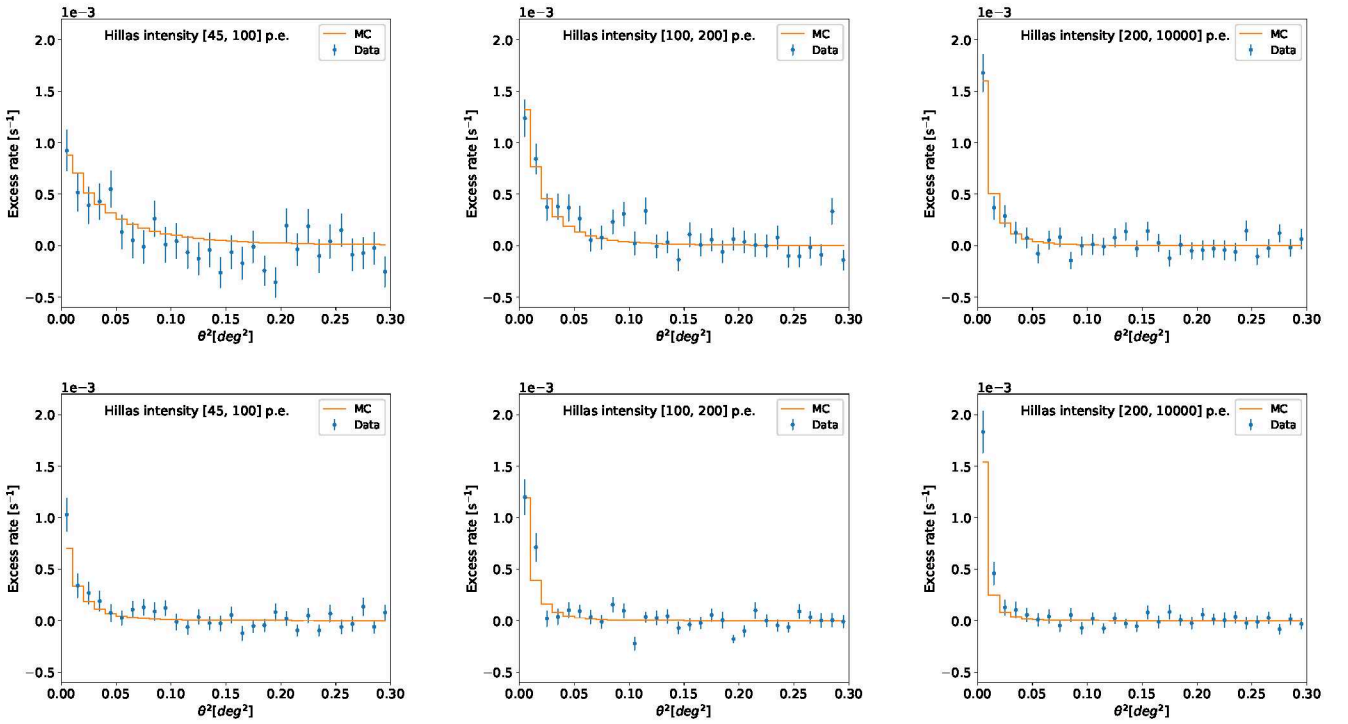 1e−3
Hillas intensity [45, 100] p.e.
MC
Data
2.0
1.5
1.0
0.5
0.0
−0.5
Excess rate [s⁻¹]
0.00 0.05 0.10 0.15 0.20 0.25 0.30
θ²[deg²]
1e−3
Hillas intensity [100, 200] p.e.
MC
Data
2.0
1.5
1.0
0.5
0.0
−0.5
Excess rate [s⁻¹]
0.00 0.05 0.10 0.15 0.20 0.25 0.30
θ²[deg²]
1e−3
Hillas intensity [200, 10000] p.e.
MC
Data
2.0
1.5
1.0
0.5
0.0
−0.5
Excess rate [s⁻¹]
0.00 0.05 0.10 0.15 0.20 0.25 0.30
θ²[deg²]
1e−3
Hillas intensity [45, 100] p.e.
MC
Data
2.0
1.5
1.0
0.5
0.0
−0.5
Excess rate [s⁻¹]
0.00 0.05 0.10 0.15 0.20 0.25 0.30
θ²[deg²]
1e−3
Hillas intensity [100, 200] p.e.
MC
Data
2.0
1.5
1.0
0.5
0.0
−0.5
Excess rate [s⁻¹]
0.00 0.05 0.10 0.15 0.20 0.25 0.30
θ²[deg²]
1e−3
Hillas intensity [200, 10000] p.e.
MC
Data
2.0
1.5
1.0
0.5
0.0
−0.5
Excess rate [s⁻¹]
0.00 0.05 0.10 0.15 0.20 0.25 0.30
θ²[deg²]